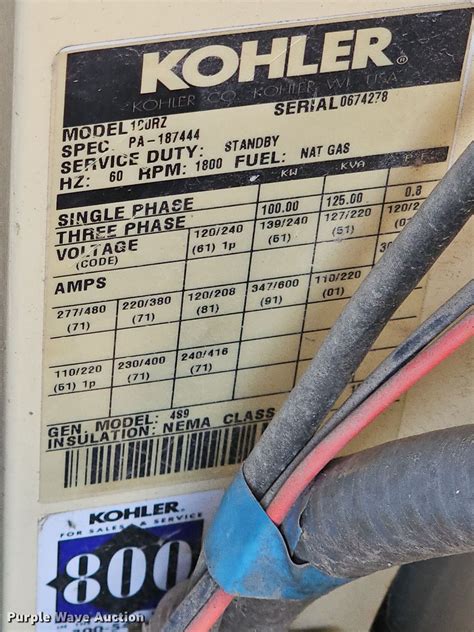 KOHLER®
KOHLER CO. KOHLER, WI. USA
MODEL 100RZ SERIAL 0674278
SPEC. PA-187444
SERVICE DUTY: STANDBY
HZ: 60 RPM: 1800 FUEL: NAT GAS
KW KVA
SINGLE PHASE 100.00 125.00 0.8
THREE PHASE
VOLTAGE 120/240 139/240 127/220
(CODE) (61) 1p (51) (51)
AMPS
277/480 220/380 120/208 347/600 110/220
(71) (71) (81) (91) (01)
110/220 230/400 240/416
(61) 1p (71) (71)
GEN. MODEL: 4S9
INSULATION: NEMA CLASS
KOHLER
FOR SALES & SERVICE
800
Purple Wave Auction